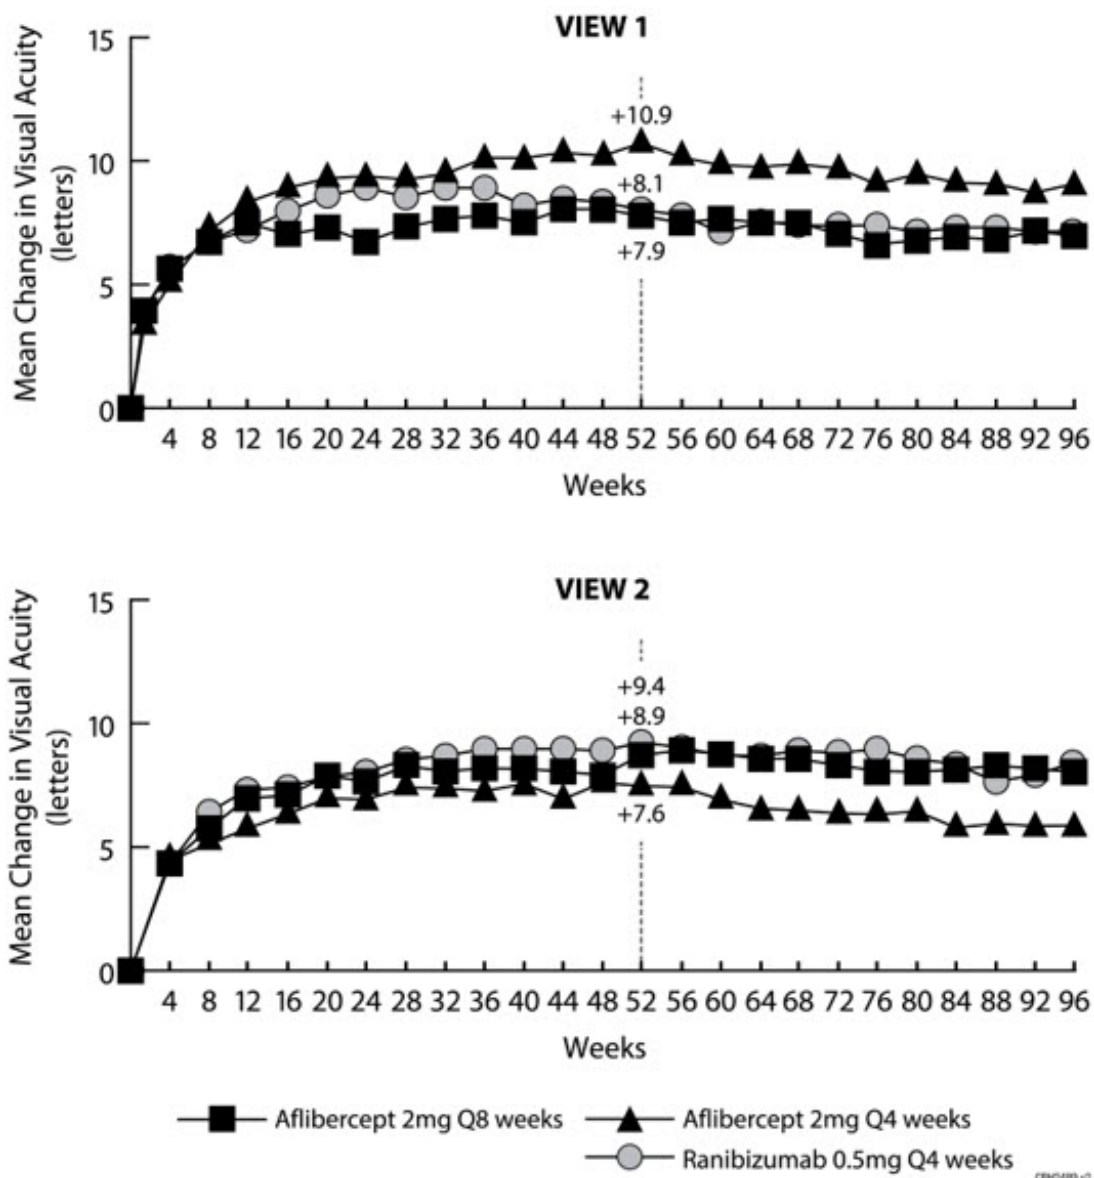 VIEW 1
Mean Change in Visual Acuity
(letters)
15
10
5
0
+10.9
+8.1
+7.9
4 8 12 16 20 24 28 32 36 40 44 48 52 56 60 64 68 72 76 80 84 88 92 96
Weeks
VIEW 2
Mean Change in Visual Acuity
(letters)
15
10
5
0
+9.4
+8.9
+7.6
4 8 12 16 20 24 28 32 36 40 44 48 52 56 60 64 68 72 76 80 84 88 92 96
Weeks
Aflibercept 2mg Q8 weeks
Aflibercept 2mg Q4 weeks
Ranibizumab 0.5mg Q4 weeks